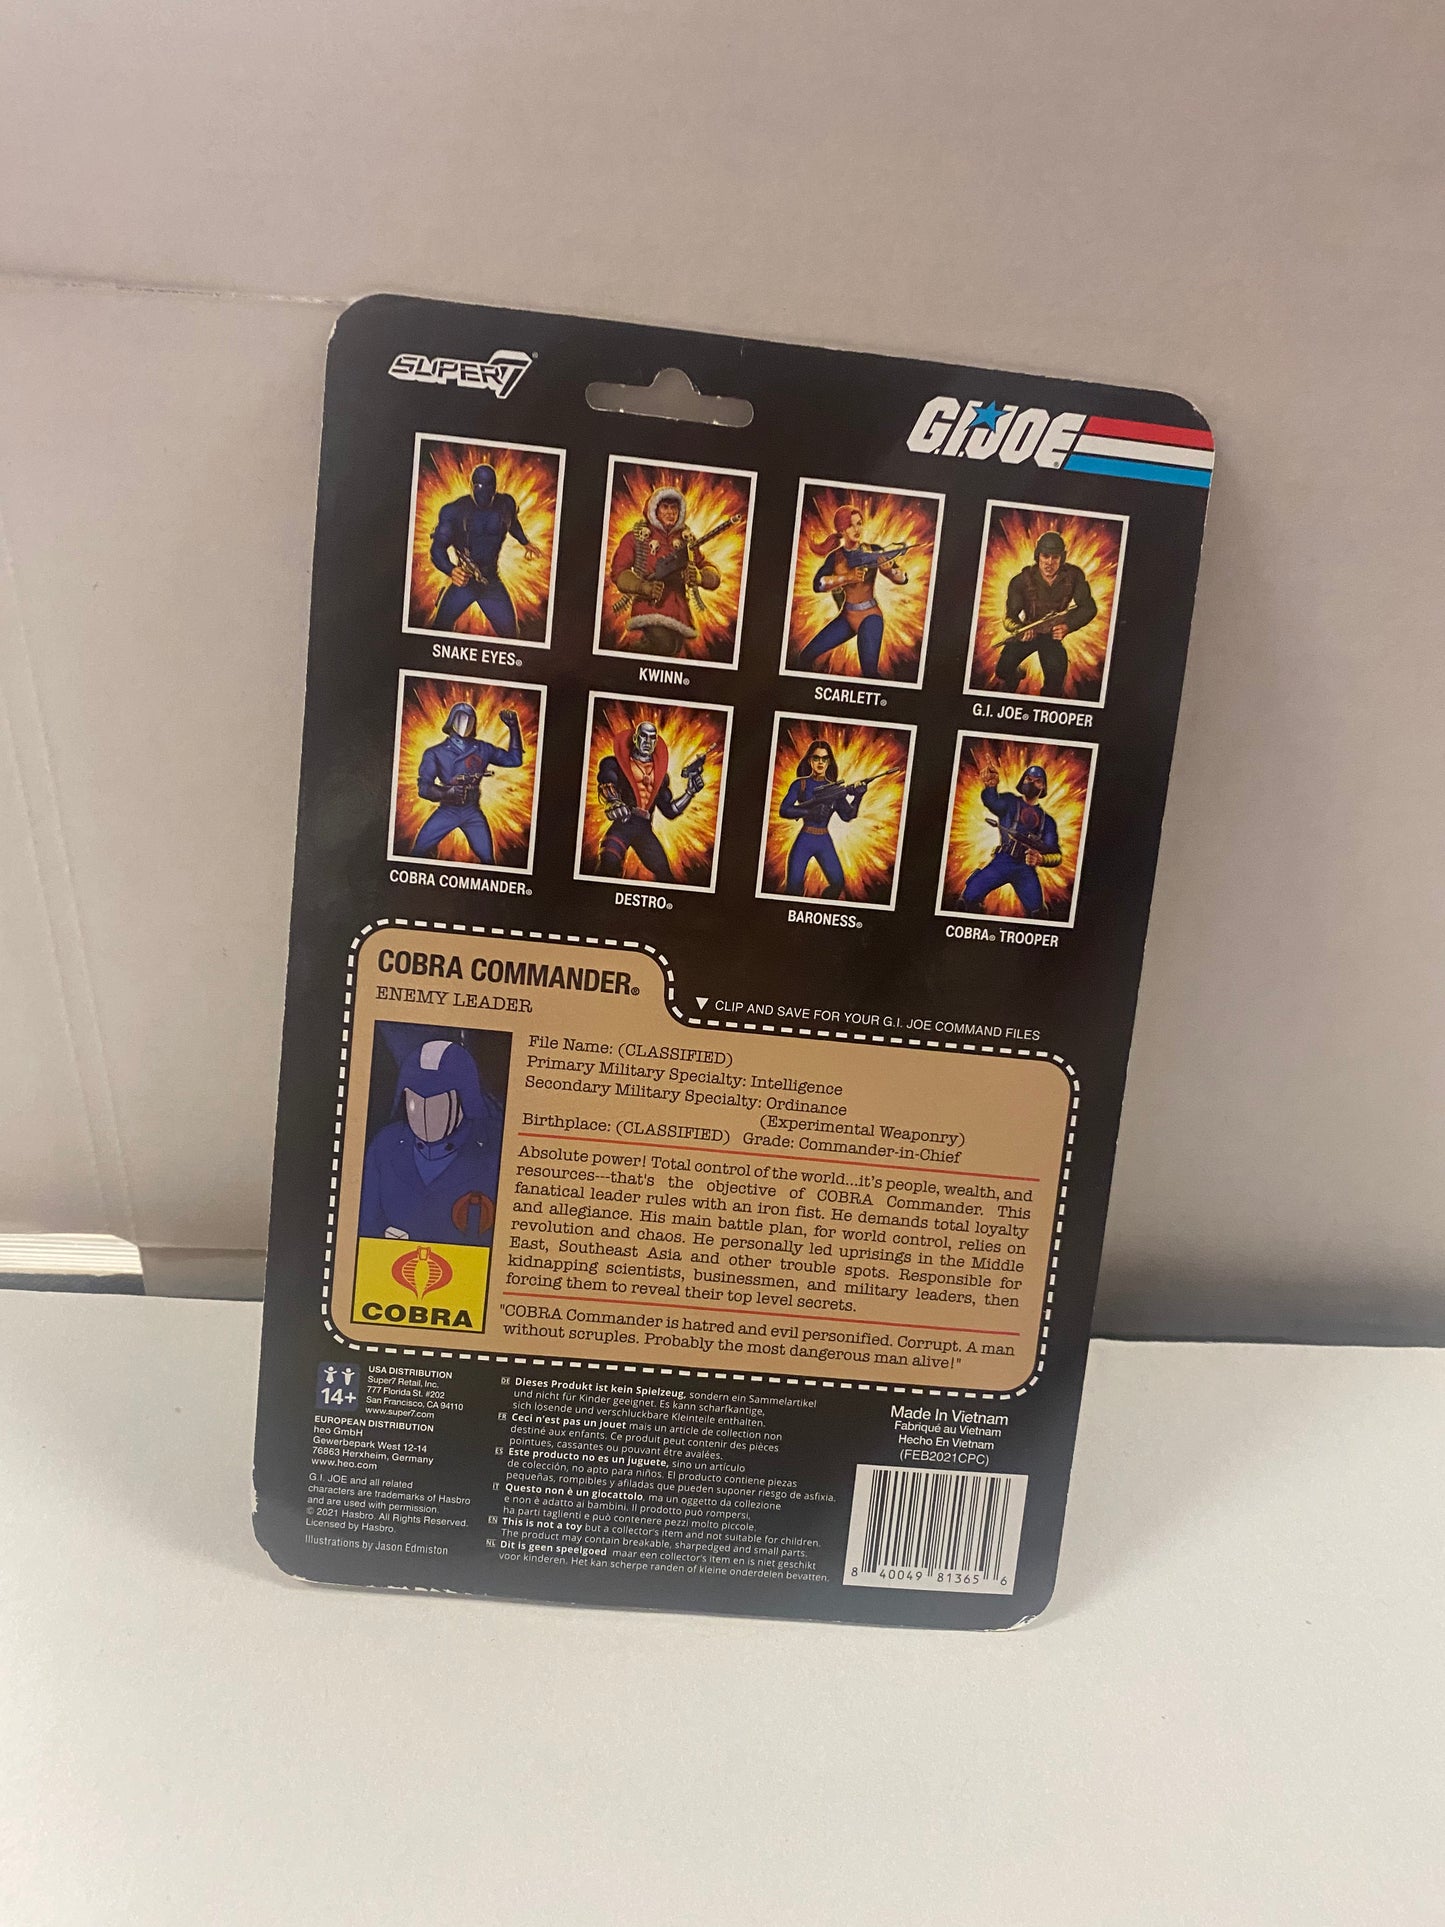 SUPER7®
G.I.JOE®
SNAKE EYES®
KWINN®
SCARLETT®
G.I. JOE® TROOPER
COBRA COMMANDER®
DESTRO®
BARONESS®
COBRA® TROOPER
COBRA COMMANDER®
ENEMY LEADER
▼ CLIP AND SAVE FOR YOUR G.I. JOE COMMAND FILES
File Name: (CLASSIFIED)
Primary Military Specialty: Intelligence
Secondary Military Specialty: Ordinance
(Experimental Weaponry)
Birthplace: (CLASSIFIED) Grade: Commander-in-Chief
Absolute power! Total control of the world...it's people, wealth, and
resources---that's the objective of COBRA Commander. This
fanatical leader rules with an iron fist. He demands total loyalty
and allegiance. His main battle plan, for world control, relies on
revolution and chaos. He personally led uprisings in the Middle
East, Southeast Asia and other trouble spots. Responsible for
kidnapping scientists, businessmen, and military leaders, then
forcing them to reveal their top level secrets.
"COBRA Commander is hatred and evil personified. Corrupt. A man
without scruples. Probably the most dangerous man alive!"
COBRA
14+
USA DISTRIBUTION
Super7 Retail, Inc.
777 Florida St. #202
San Francisco, CA 94110
www.super7.com
EUROPEAN DISTRIBUTION
heo GmbH
Gewerbepark West 12-14
76863 Herxheim, Germany
www.heo.com
G.I. JOE and all related
characters are trademarks of Hasbro
and are used with permission.
© 2021 Hasbro. All Rights Reserved.
Licensed by Hasbro.
Illustrations by Jason Edmiston
DE Dieses Produkt ist kein Spielzeug, sondern ein Sammelartikel
und nicht für Kinder geeignet. Es kann scharfkantige,
sich lösende und verschluckbare Kleinteile enthalten.
FR Ceci n'est pas un jouet mais un article de collection non
destiné aux enfants. Ce produit peut contenir des pièces
pointues, cassantes ou pouvant être avalées.
ES Este producto no es un juguete, sino un artículo
de colección, no apto para niños. El producto contiene piezas
pequeñas, rompibles y afiladas que pueden suponer riesgo de asfixia.
IT Questo non è un giocattolo, ma un oggetto da collezione
e non è adatto ai bambini. Il prodotto può rompersi,
ha parti taglienti e può contenere pezzi molto piccole.
EN This is not a toy but a collector's item and not suitable for children.
The product may contain breakable, sharpedged and small parts.
NL Dit is geen speelgoed maar een collector's item en is niet geschikt
voor kinderen. Het kan scherpe randen of kleine onderdelen bevatten.
Made In Vietnam
Fabriqué au Vietnam
Hecho En Vietnam
(FEB2021CPC)
8 40049 81365 6